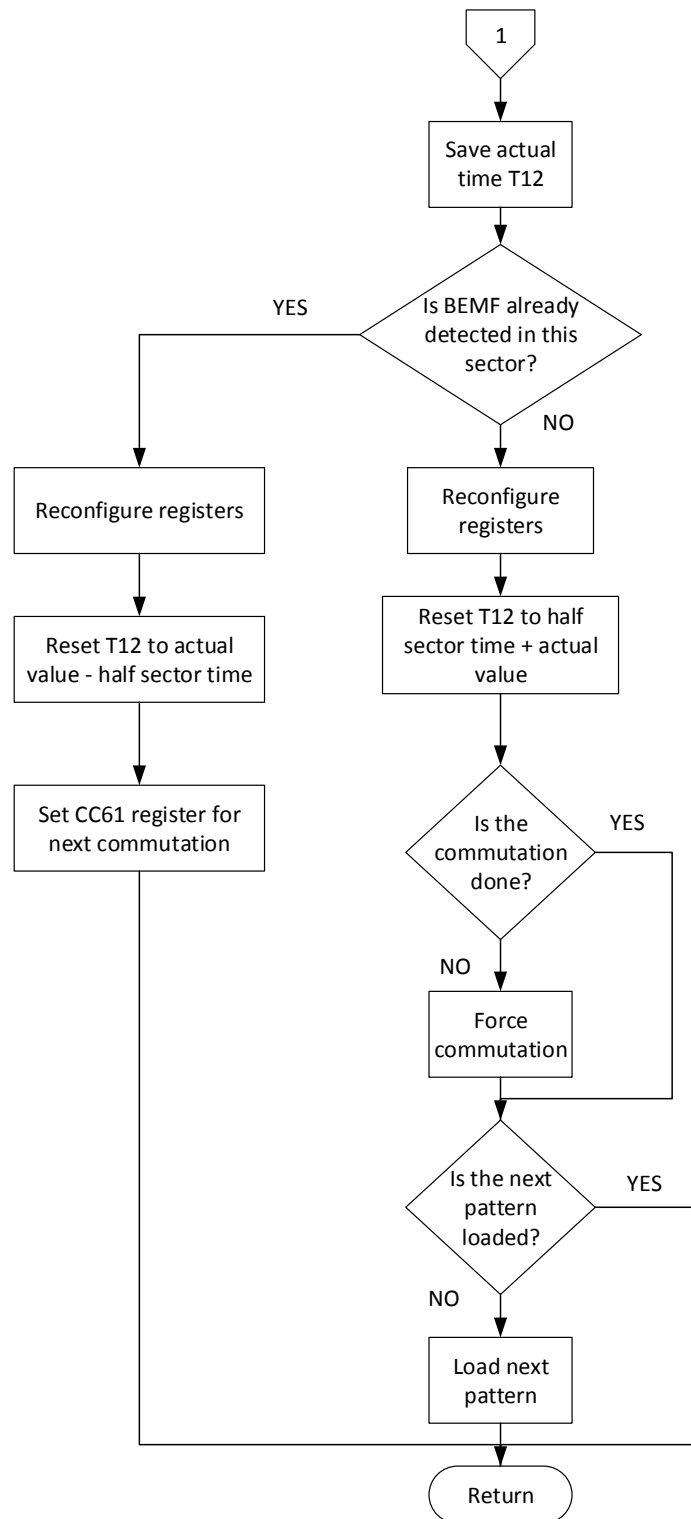 1
Save actual
time T12
YES
Is BEMF already
detected in this
sector?
NO
Reconfigure registers
Reconfigure
registers
Reset T12 to actual
value - half sector time
Reset T12 to half
sector time + actual
value
Set CC61 register for
next commutation
Is the
commutation
done?
YES
NO
Force
commutation
Is the next
pattern
loaded?
YES
NO
Load next
pattern
Return